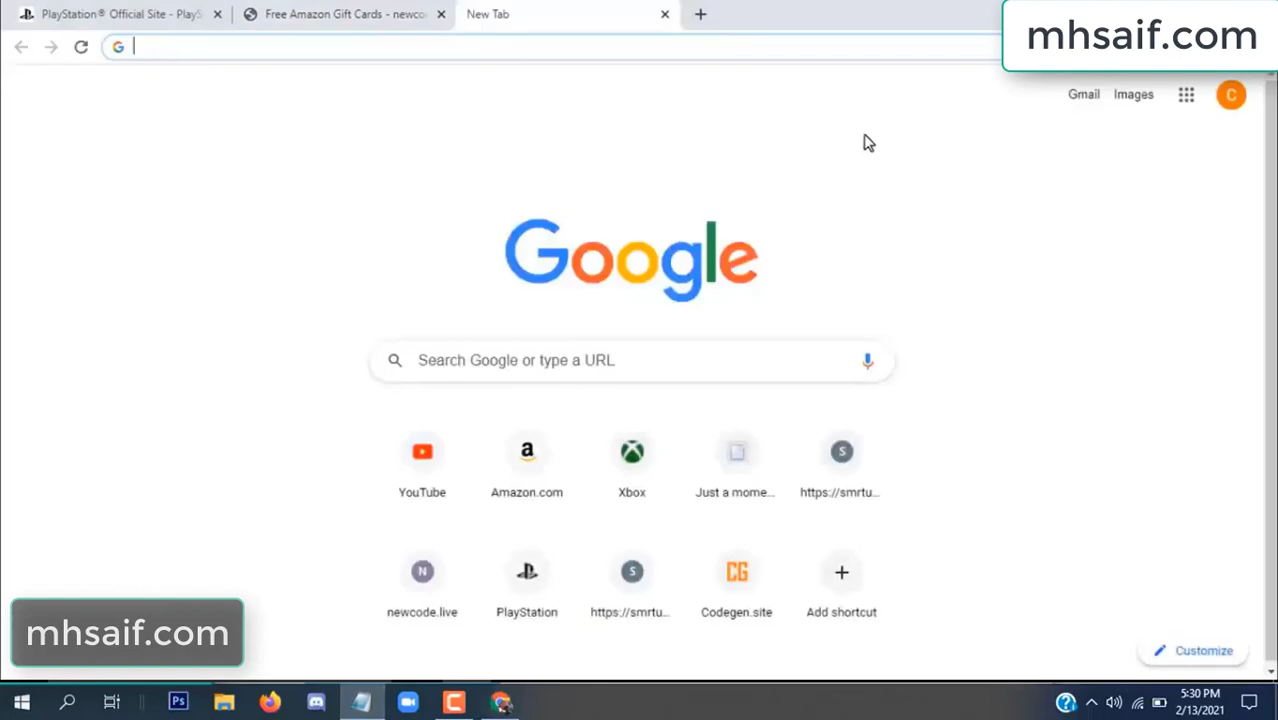 PlayStation® Official Site - PlayS
Free Amazon Gift Cards - newco
New Tab
mhsaif.com
Gmail Images
C
Google
Search Google or type a URL
YouTube
Amazon.com
Xbox
Just a mome...
S
https://smrtu...
N
newcode.live
PlayStation
S
https://smrtu...
CG
Codegen.site
Add shortcut
mhsaif.com
Customize
Ps
5:30 PM
2/13/2021